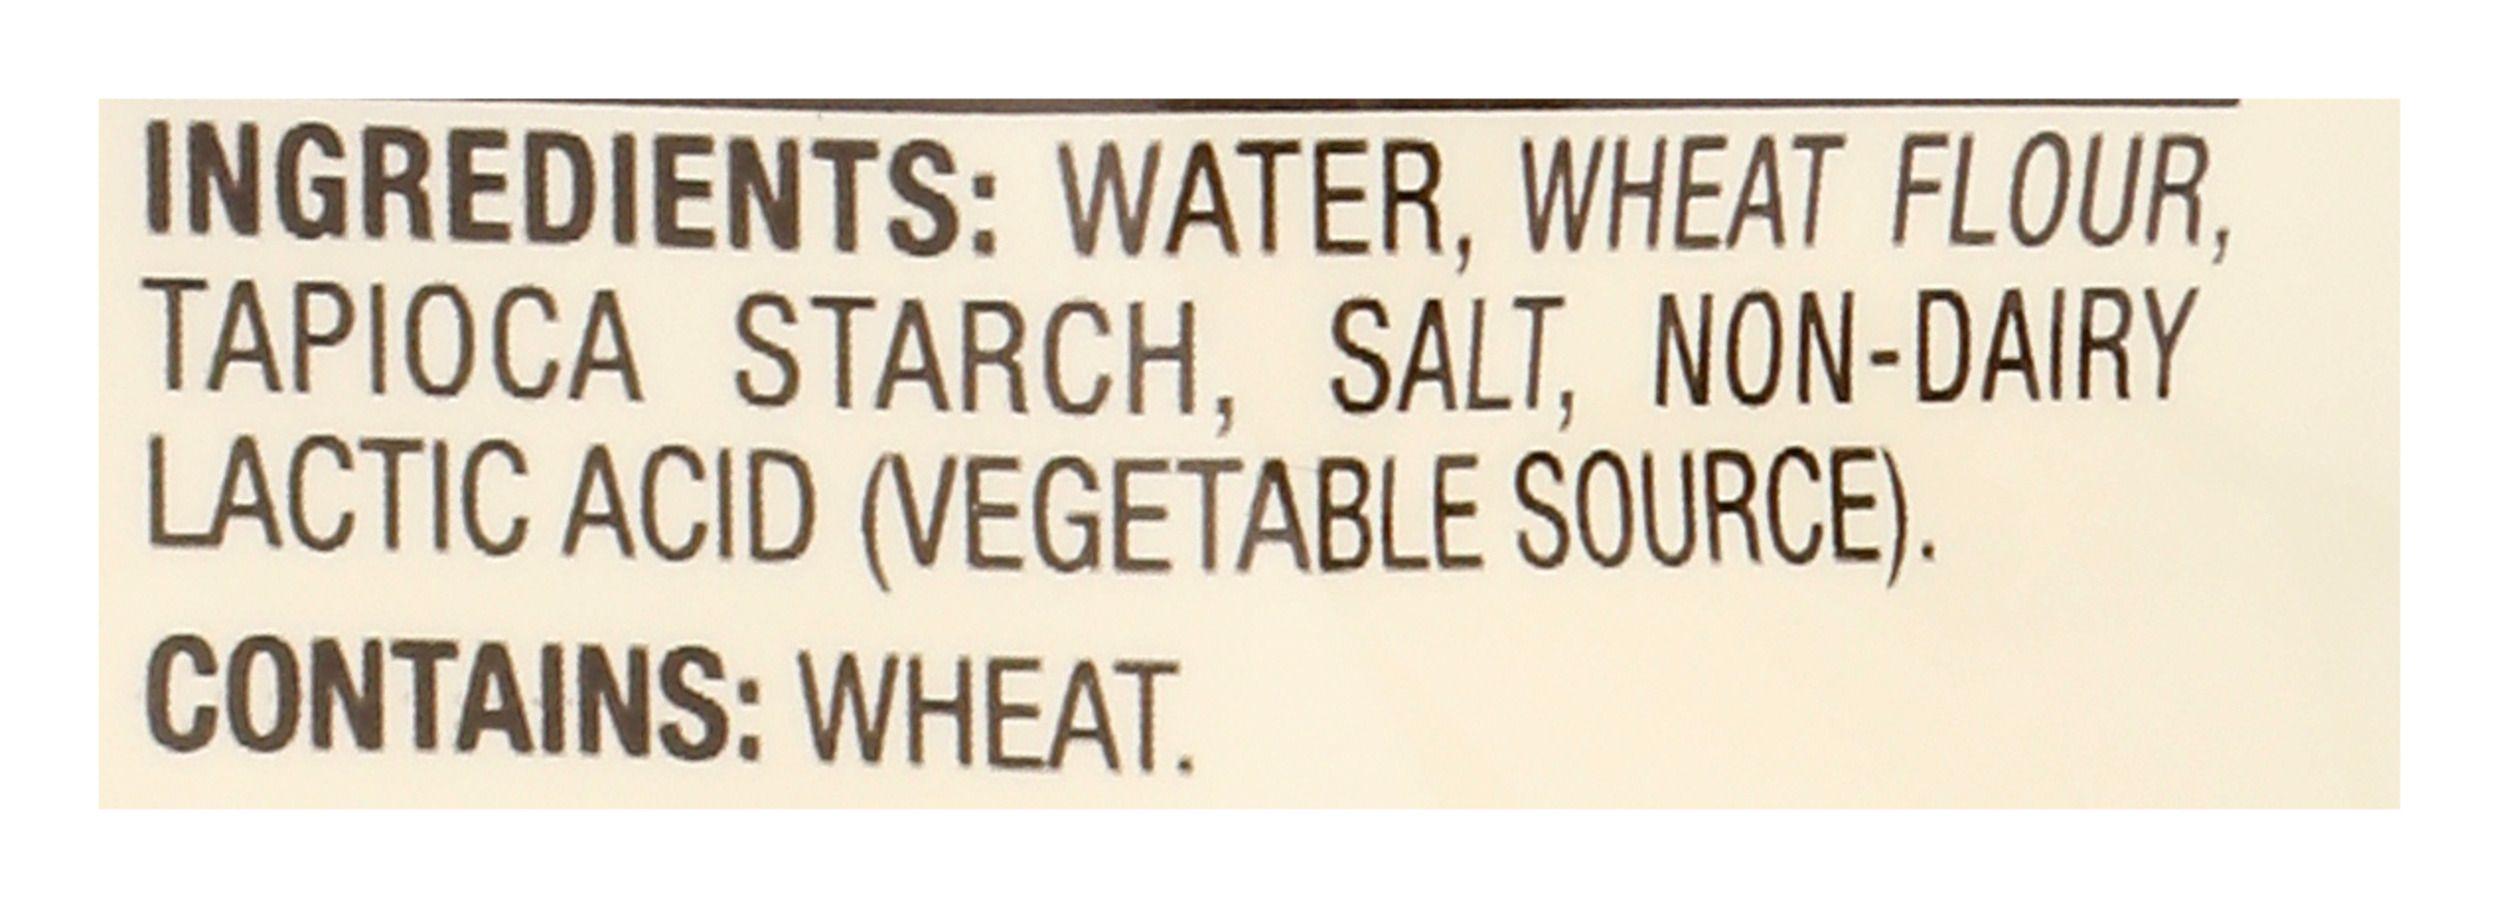 INGREDIENTS: WATER, WHEAT FLOUR,
TAPIOCA STARCH, SALT, NON-DAIRY
LACTIC ACID (VEGETABLE SOURCE).
CONTAINS: WHEAT.